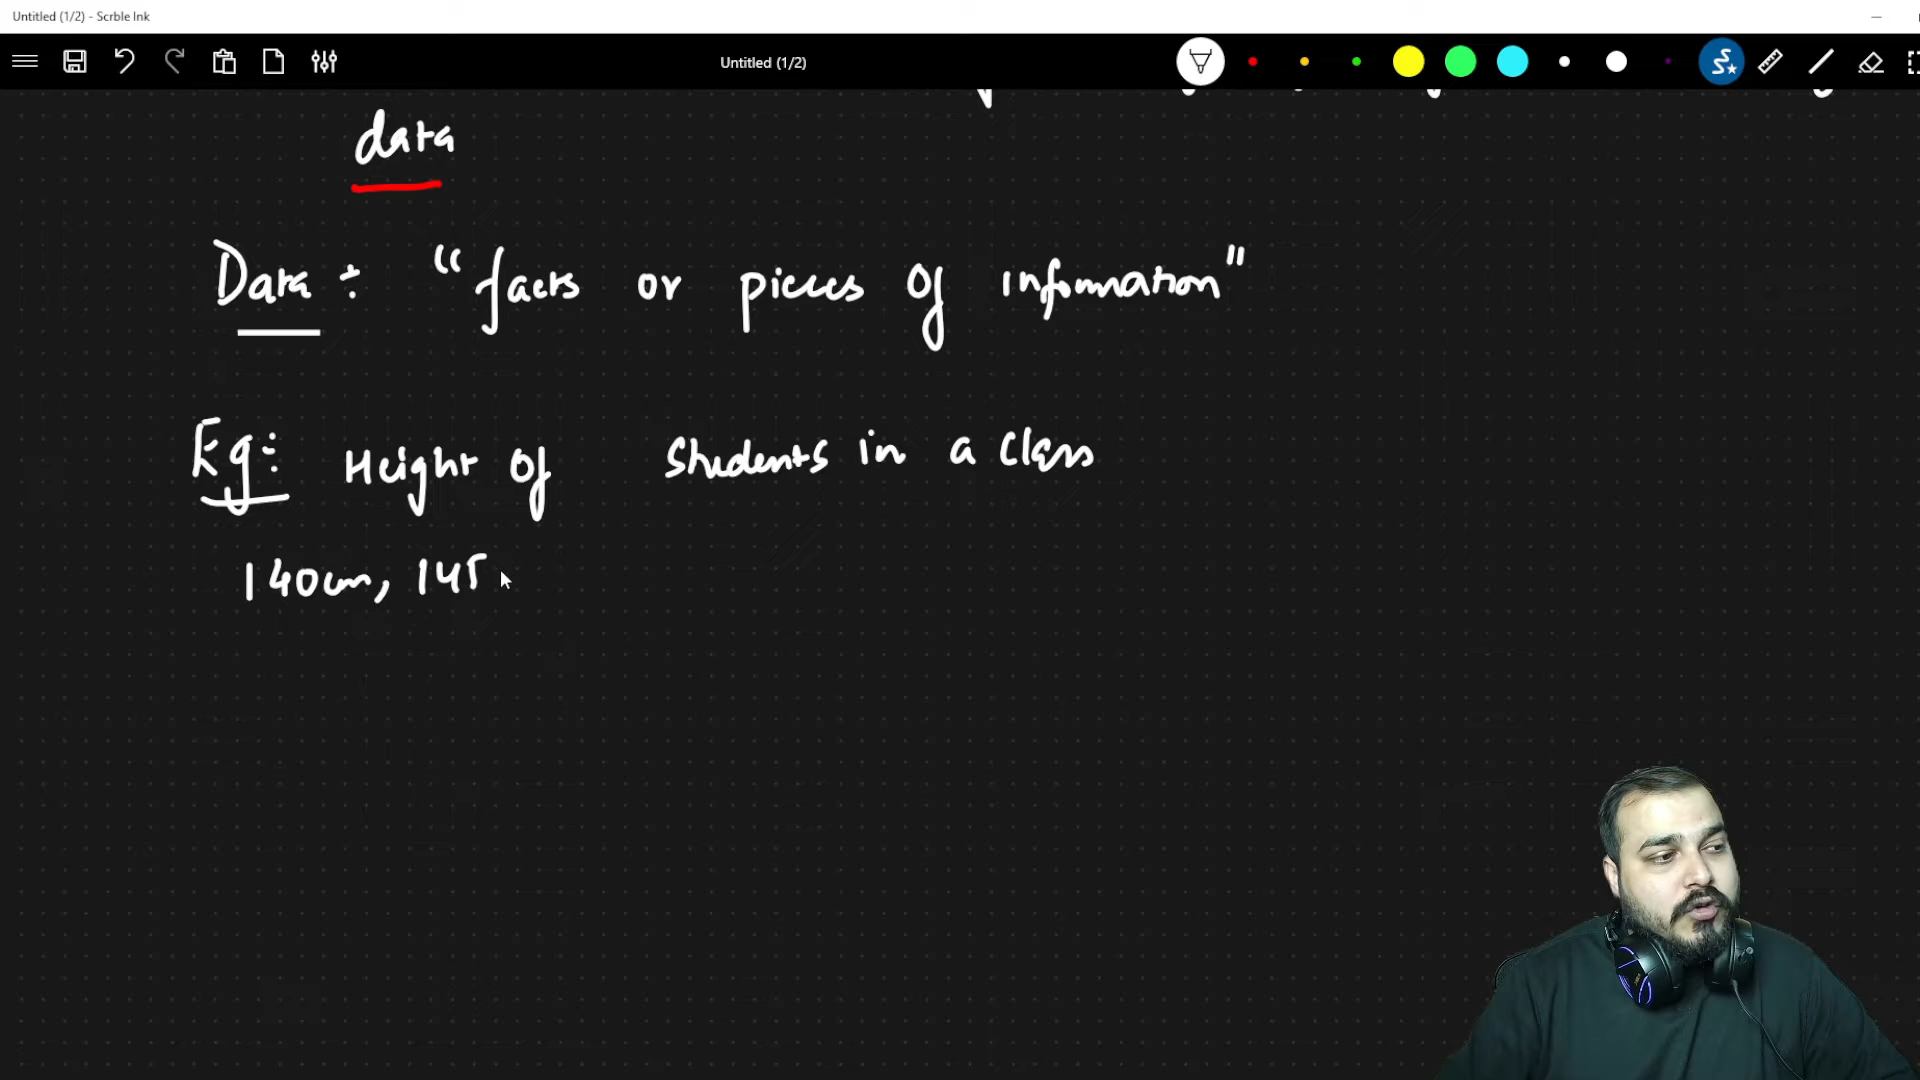 Untitled (1/2) - Scrble Ink
Untitled (1/2)
data
Data ÷ "facts or pieces of information"
Eg: Height of students in a class
140cm, 145